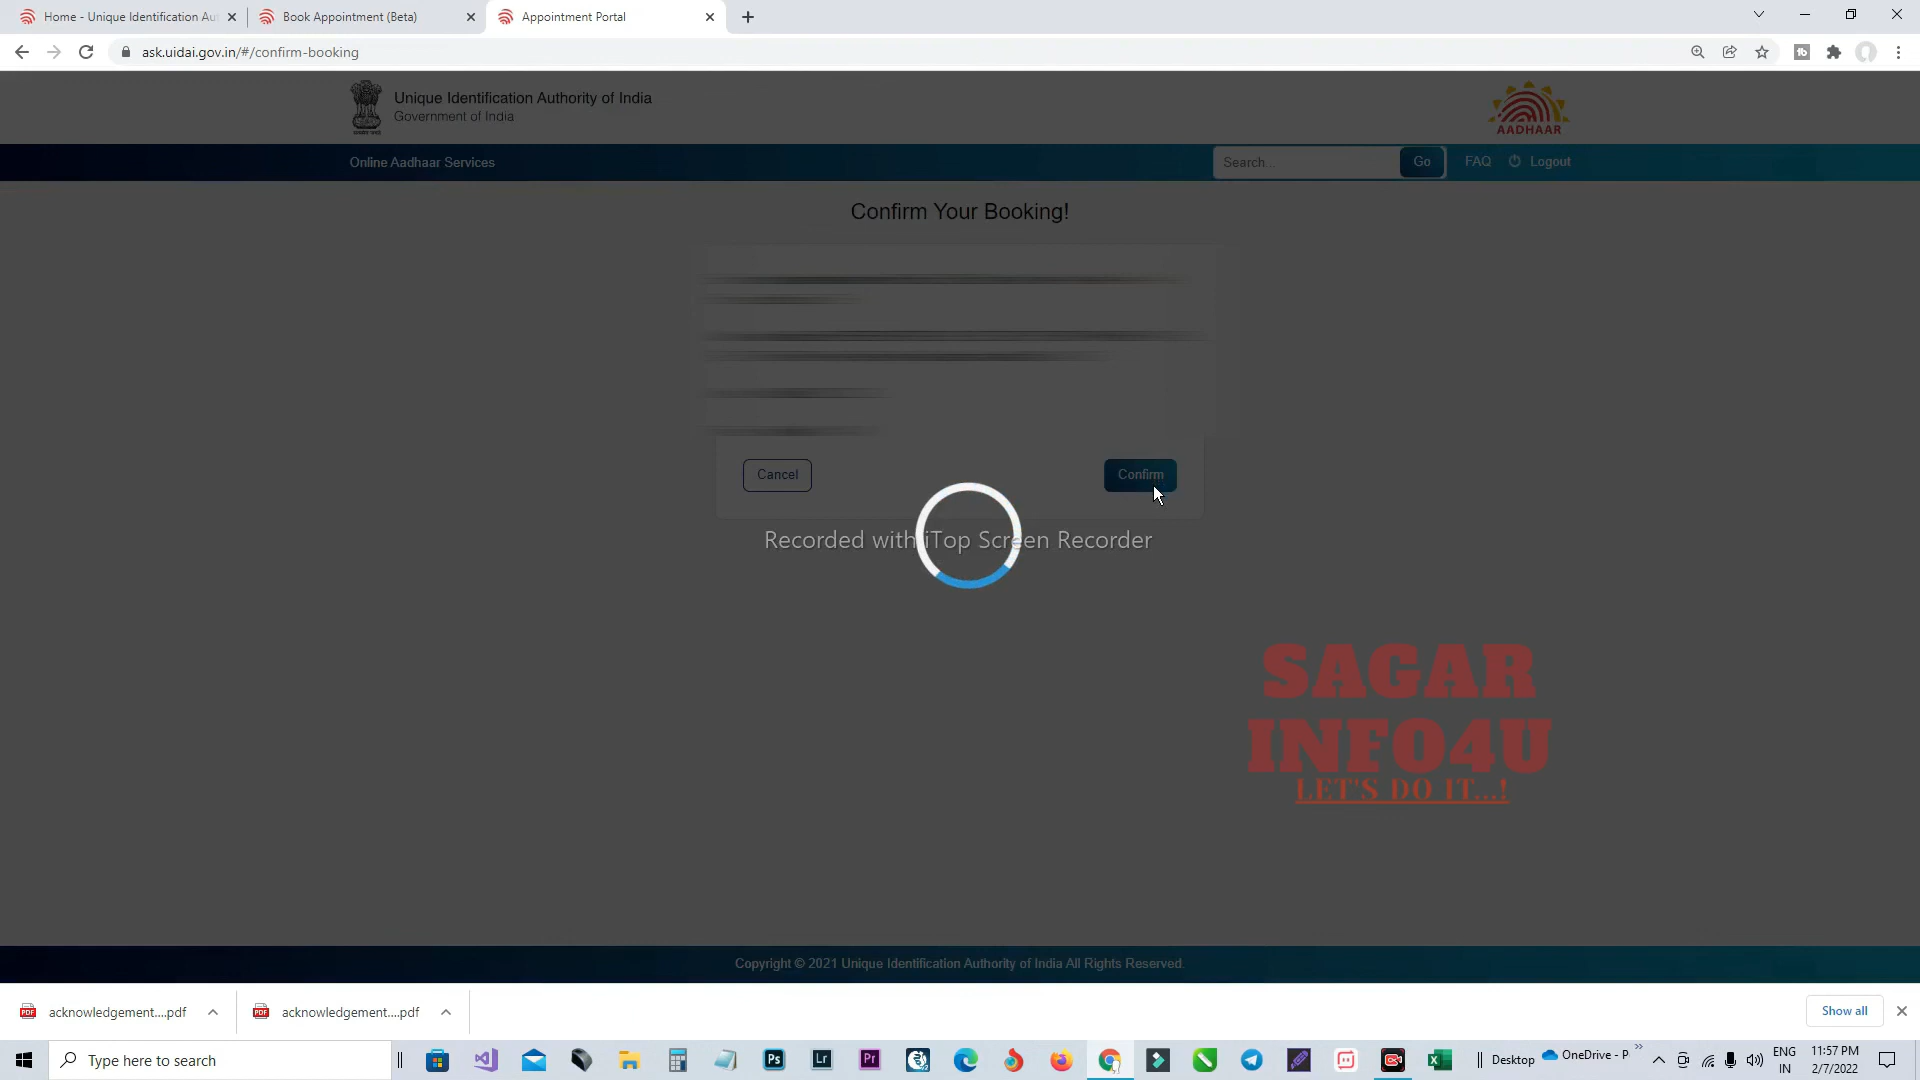 Home - Unique Identification Au
Book Appointment (Beta)
Appointment Portal
ask.uidai.gov.in/#/confirm-booking
Unique Identification Authority of India
Government of India
AADHAAR
Online Aadhaar Services
Search...
Go
FAQ
Logout
Confirm Your Booking!
Cancel
Confirm
Recorded with iTop Screen Recorder
SAGAR
INFO4U
LET'S DO IT...!
Copyright © 2021 Unique Identification Authority of India All Rights Reserved.
acknowledgement....pdf
acknowledgement....pdf
Show all
Type here to search
Ps
Lr
Pr
Desktop
OneDrive - P
ENG
IN
11:57 PM
2/7/2022